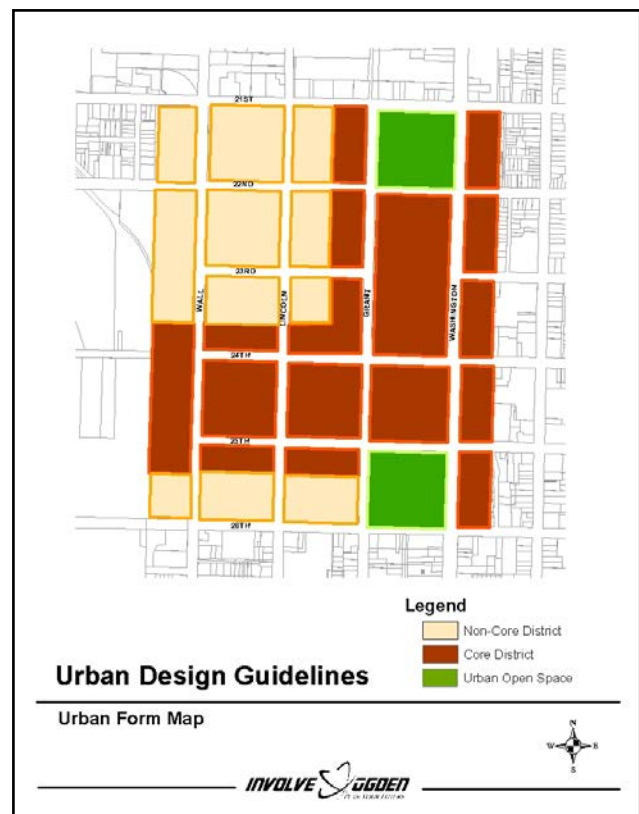 21ST
22ND
23RD
WALL
LINCOLN
GRANT
WASHINGTON
24TH
25TH
26TH
Legend
Non-Core District
Core District
Urban Open Space
Urban Design Guidelines
Urban Form Map
N
W E
S
INVOLVE OGDEN